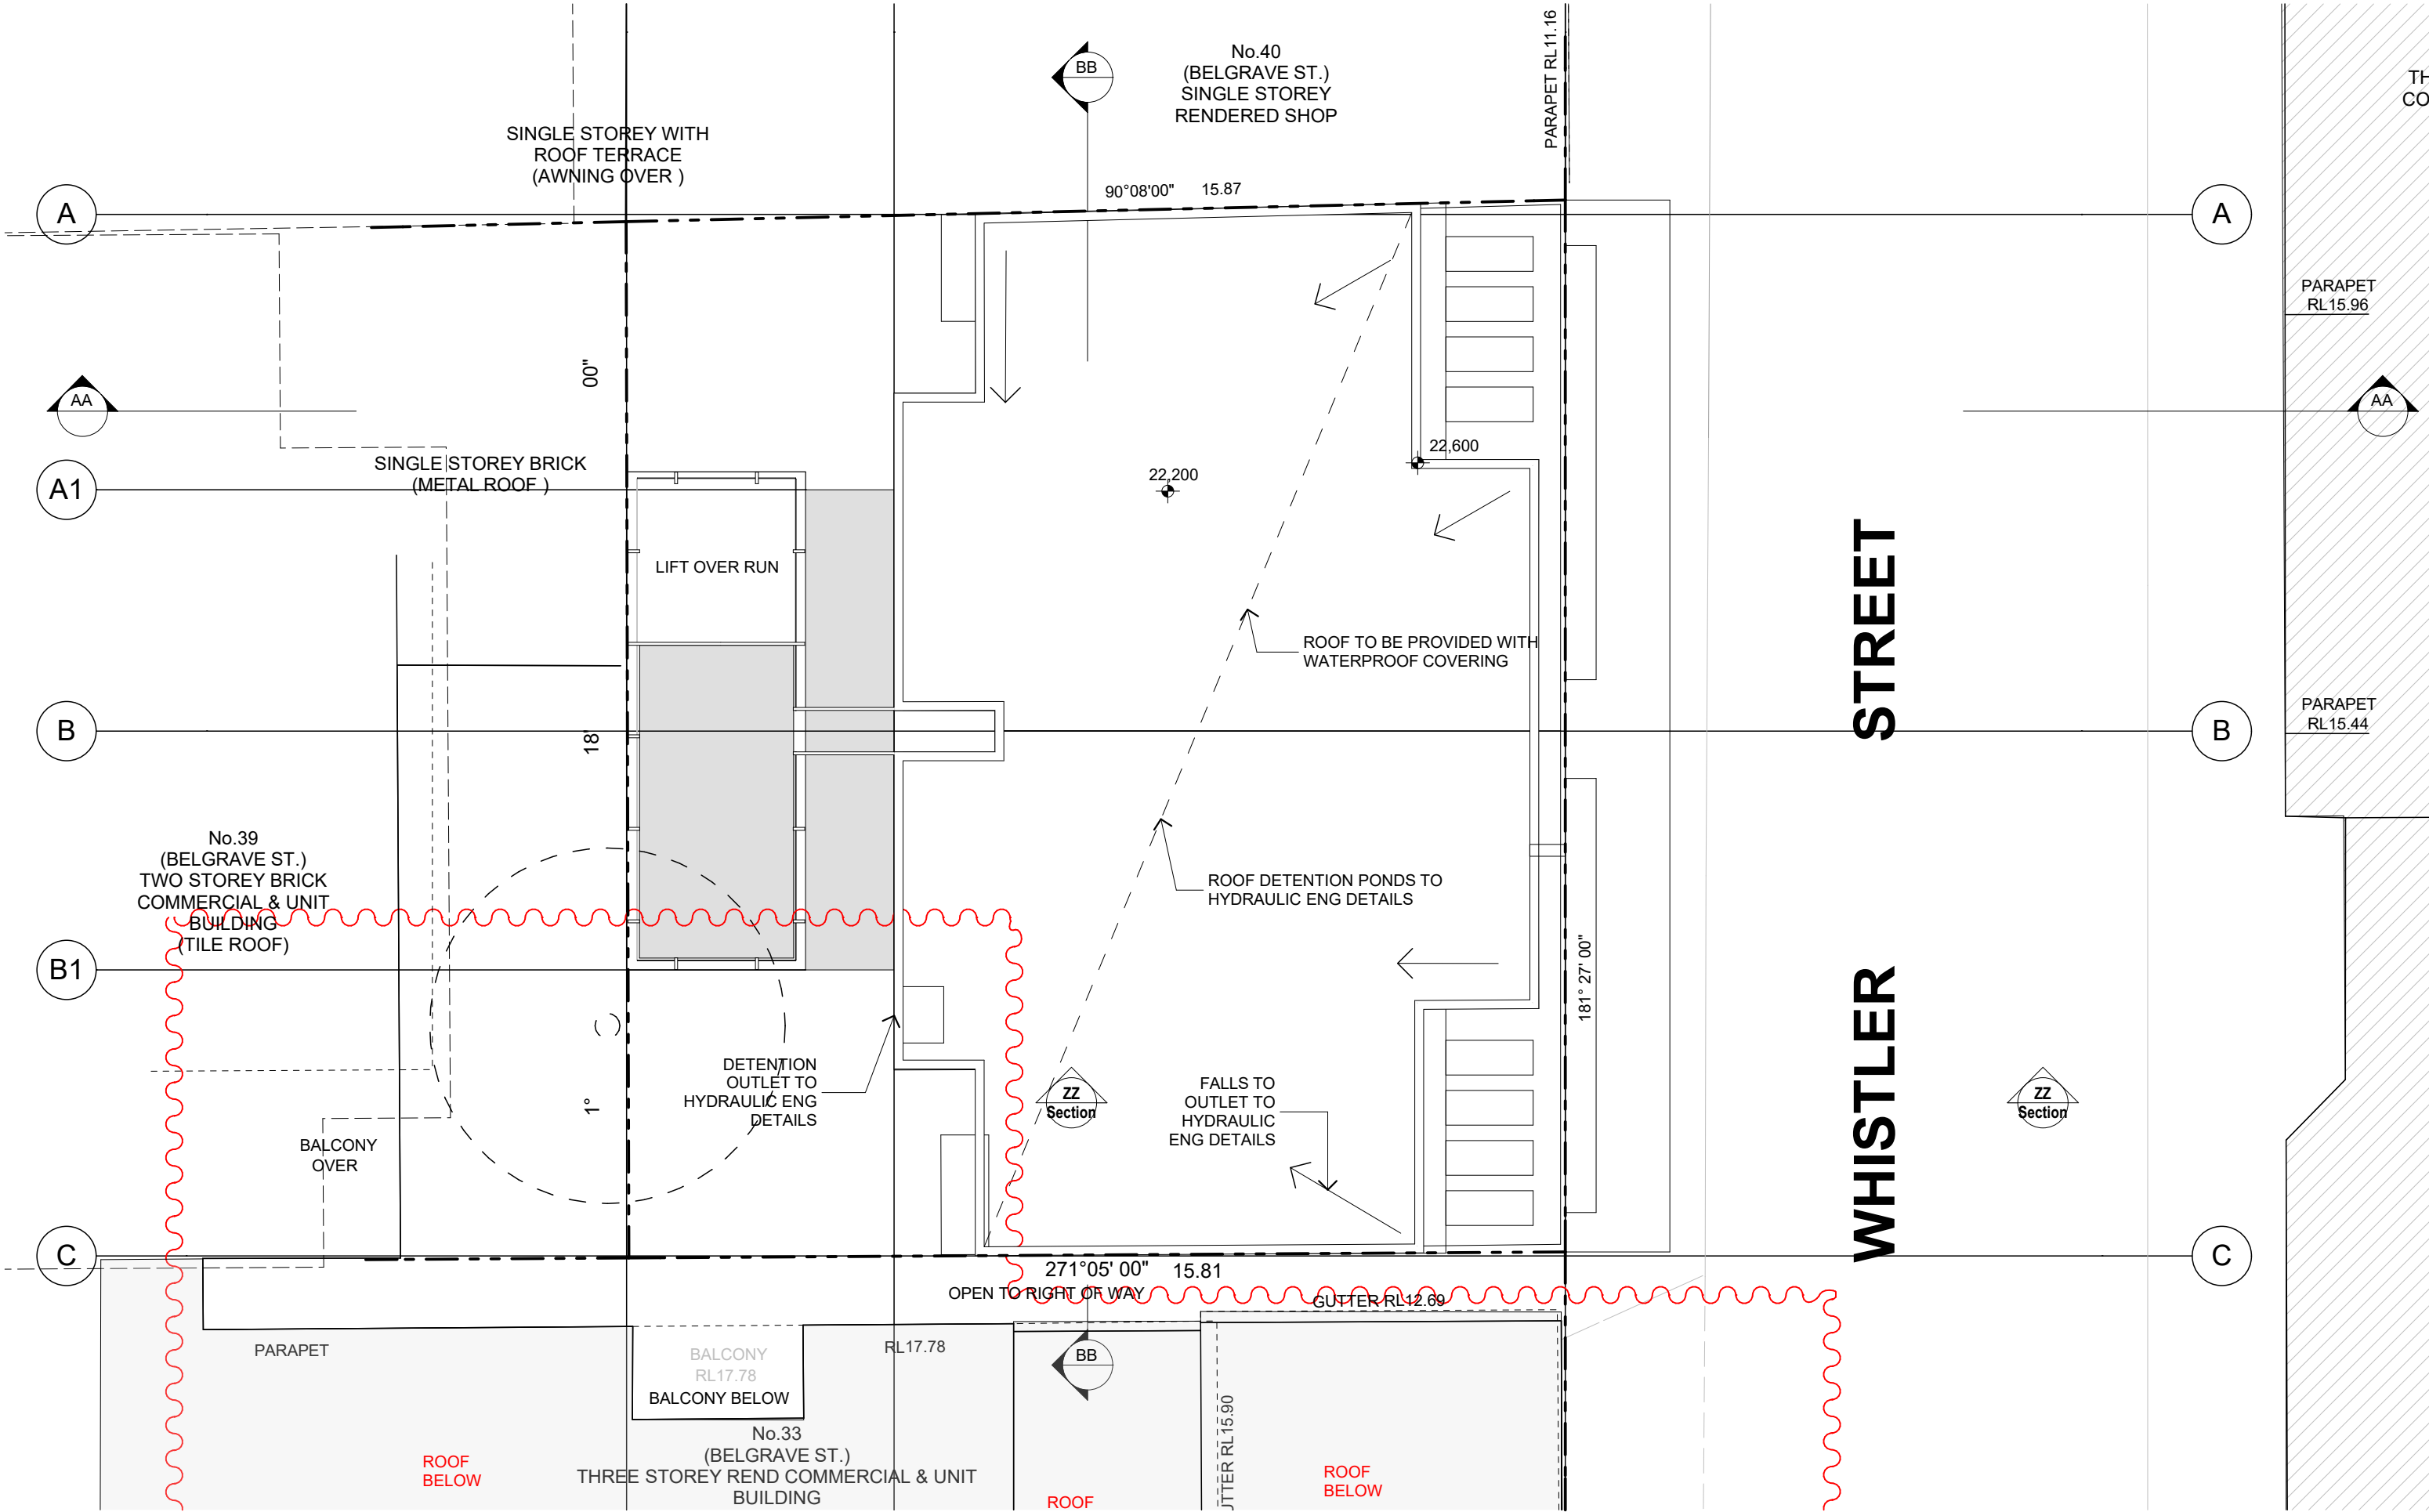 PARAPET RL11.16
No.40
(BELGRAVE ST.)
SINGLE STOREY
RENDERED SHOP
BB
TH
CO
SINGLE STOREY WITH
ROOF TERRACE
(AWNING OVER )
90°08'00" 15.87
A
A
PARAPET
RL15.96
00"
AA
AA
22,600
SINGLE STOREY BRICK
(METAL ROOF )
22,200
A1
LIFT OVER RUN
STREET
ROOF TO BE PROVIDED WITH
WATERPROOF COVERING
PARAPET
RL15.44
B
18'
B
No.39
(BELGRAVE ST.)
TWO STOREY BRICK
COMMERCIAL & UNIT
BUILDING
(TILE ROOF)
ROOF DETENTION PONDS TO
HYDRAULIC ENG DETAILS
B1
181° 27' 00"
WHISTLER
DETENTION
OUTLET TO
HYDRAULIC ENG
DETAILS
1°
ZZ
Section
FALLS TO
OUTLET TO
HYDRAULIC
ENG DETAILS
ZZ
Section
BALCONY
OVER
C
C
271°05' 00" 15.81
OPEN TO RIGHT OF WAY
GUTTER RL12.69
PARAPET
BALCONY
RL17.78
BALCONY BELOW
RL17.78
BB
UTTER RL15.90
No.33
(BELGRAVE ST.)
THREE STOREY REND COMMERCIAL & UNIT
BUILDING
ROOF
BELOW
ROOF
ROOF
BELOW